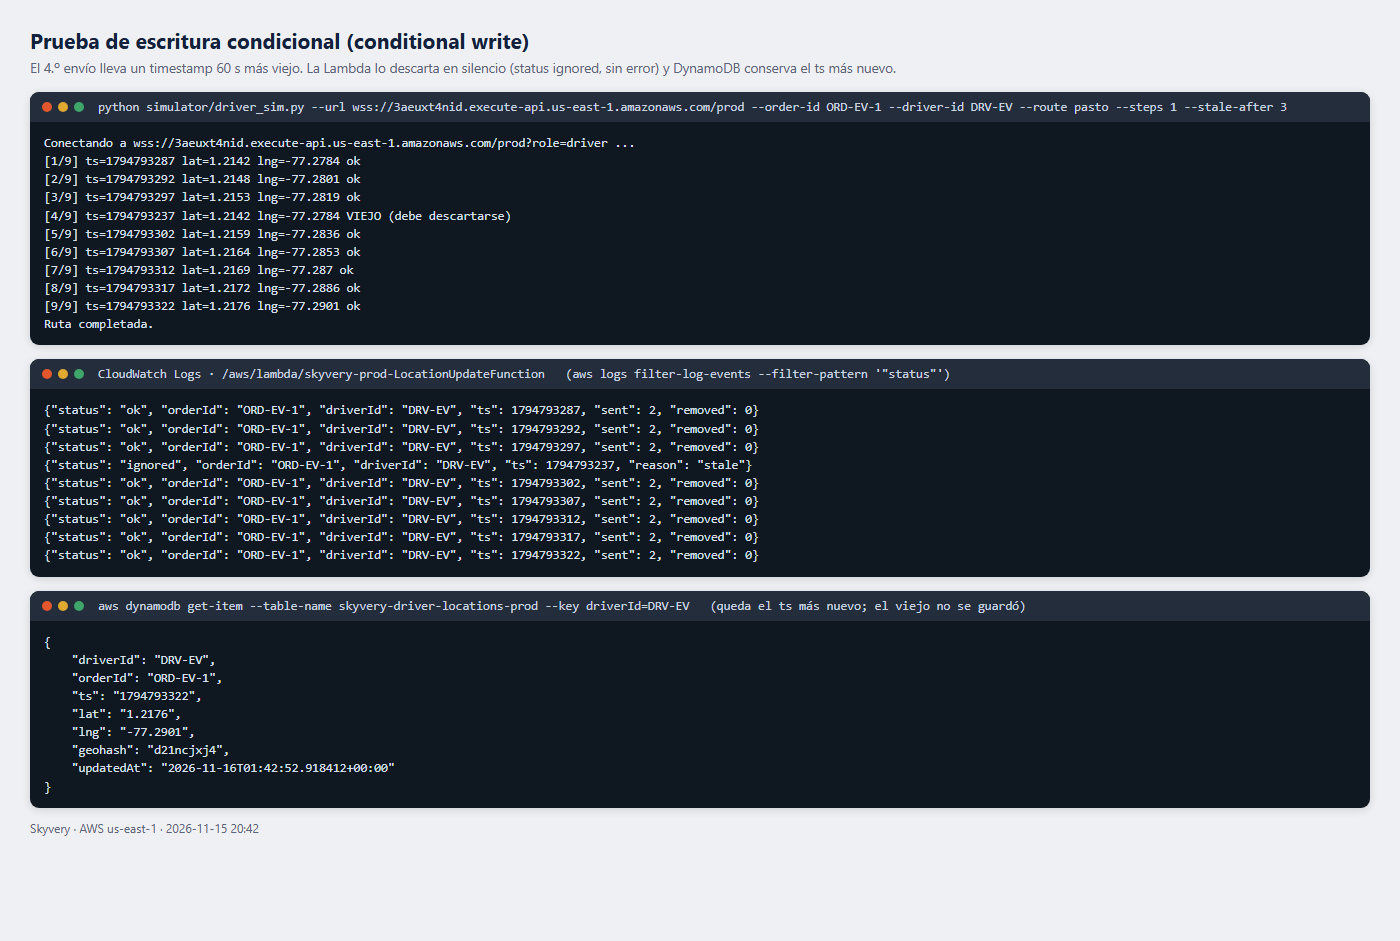 Prueba de escritura condicional (conditional write)
El 4.º envío lleva un timestamp 60 s más viejo. La Lambda lo descarta en silencio (status ignored, sin error) y DynamoDB conserva el ts más nuevo.
python simulator/driver_sim.py --url wss://3aeuxt4nid.execute-api.us-east-1.amazonaws.com/prod --order-id ORD-EV-1 --driver-id DRV-EV --route pasto --steps 1 --stale-after 3
Conectando a wss://3aeuxt4nid.execute-api.us-east-1.amazonaws.com/prod?role=driver ...
[1/9] ts=1794793287 lat=1.2142 lng=-77.2784 ok
[2/9] ts=1794793292 lat=1.2148 lng=-77.2801 ok
[3/9] ts=1794793297 lat=1.2153 lng=-77.2819 ok
[4/9] ts=1794793237 lat=1.2142 lng=-77.2784 VIEJO (debe descartarse)
[5/9] ts=1794793302 lat=1.2159 lng=-77.2836 ok
[6/9] ts=1794793307 lat=1.2164 lng=-77.2853 ok
[7/9] ts=1794793312 lat=1.2169 lng=-77.287 ok
[8/9] ts=1794793317 lat=1.2172 lng=-77.2886 ok
[9/9] ts=1794793322 lat=1.2176 lng=-77.2901 ok
Ruta completada.
CloudWatch Logs · /aws/lambda/skyvery-prod-LocationUpdateFunction (aws logs filter-log-events --filter-pattern '"status"')
{"status": "ok", "orderId": "ORD-EV-1", "driverId": "DRV-EV", "ts": 1794793287, "sent": 2, "removed": 0}
{"status": "ok", "orderId": "ORD-EV-1", "driverId": "DRV-EV", "ts": 1794793292, "sent": 2, "removed": 0}
{"status": "ok", "orderId": "ORD-EV-1", "driverId": "DRV-EV", "ts": 1794793297, "sent": 2, "removed": 0}
{"status": "ignored", "orderId": "ORD-EV-1", "driverId": "DRV-EV", "ts": 1794793237, "reason": "stale"}
{"status": "ok", "orderId": "ORD-EV-1", "driverId": "DRV-EV", "ts": 1794793302, "sent": 2, "removed": 0}
{"status": "ok", "orderId": "ORD-EV-1", "driverId": "DRV-EV", "ts": 1794793307, "sent": 2, "removed": 0}
{"status": "ok", "orderId": "ORD-EV-1", "driverId": "DRV-EV", "ts": 1794793312, "sent": 2, "removed": 0}
{"status": "ok", "orderId": "ORD-EV-1", "driverId": "DRV-EV", "ts": 1794793317, "sent": 2, "removed": 0}
{"status": "ok", "orderId": "ORD-EV-1", "driverId": "DRV-EV", "ts": 1794793322, "sent": 2, "removed": 0}
aws dynamodb get-item --table-name skyvery-driver-locations-prod --key driverId=DRV-EV (queda el ts más nuevo; el viejo no se guardó)
{
"driverId": "DRV-EV",
"orderId": "ORD-EV-1",
"ts": "1794793322",
"lat": "1.2176",
"lng": "-77.2901",
"geohash": "d21ncjxj4",
"updatedAt": "2026-11-16T01:42:52.918412+00:00"
}
Skyvery · AWS us-east-1 · 2026-11-15 20:42